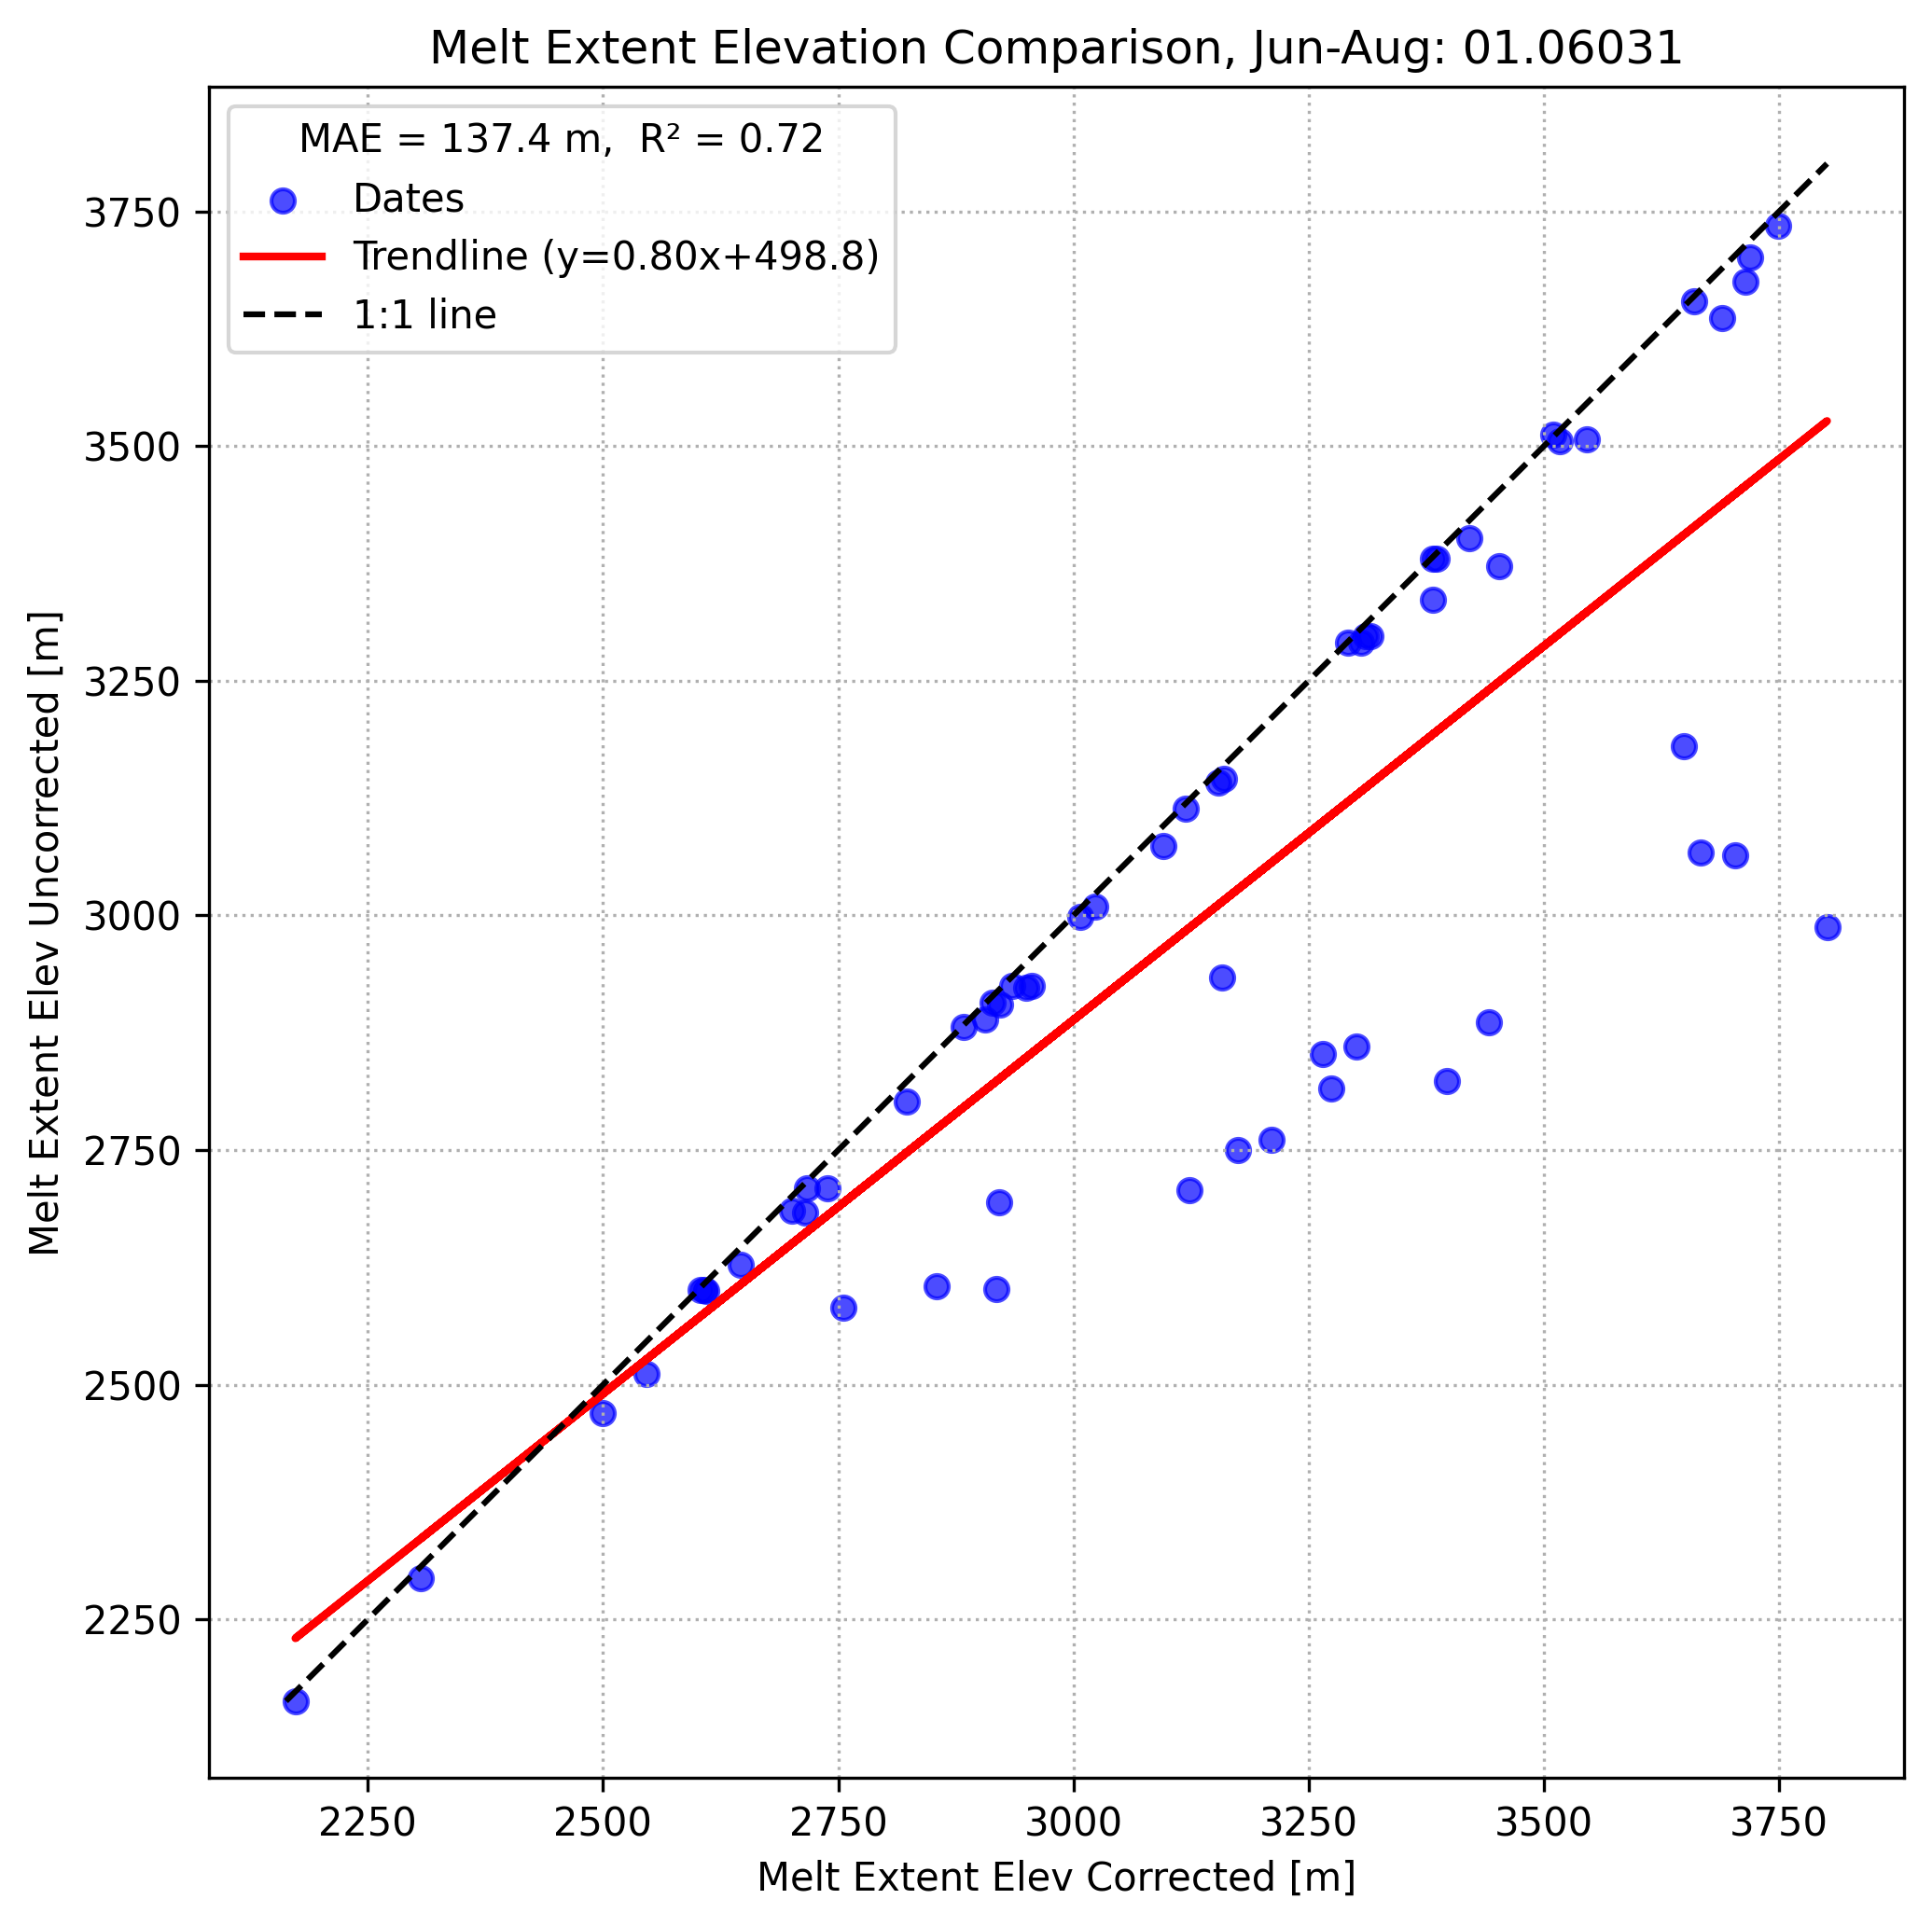 Melt Extent Elevation Comparison, Jun-Aug: 01.06031
MAE = 137.4 m,  R² = 0.72
Dates
Trendline (y=0.80x+498.8)
1:1 line
Melt Extent Elev Uncorrected [m]
3750
3500
3250
3000
2750
2500
2250
2250 2500 2750 3000 3250 3500 3750
Melt Extent Elev Corrected [m]